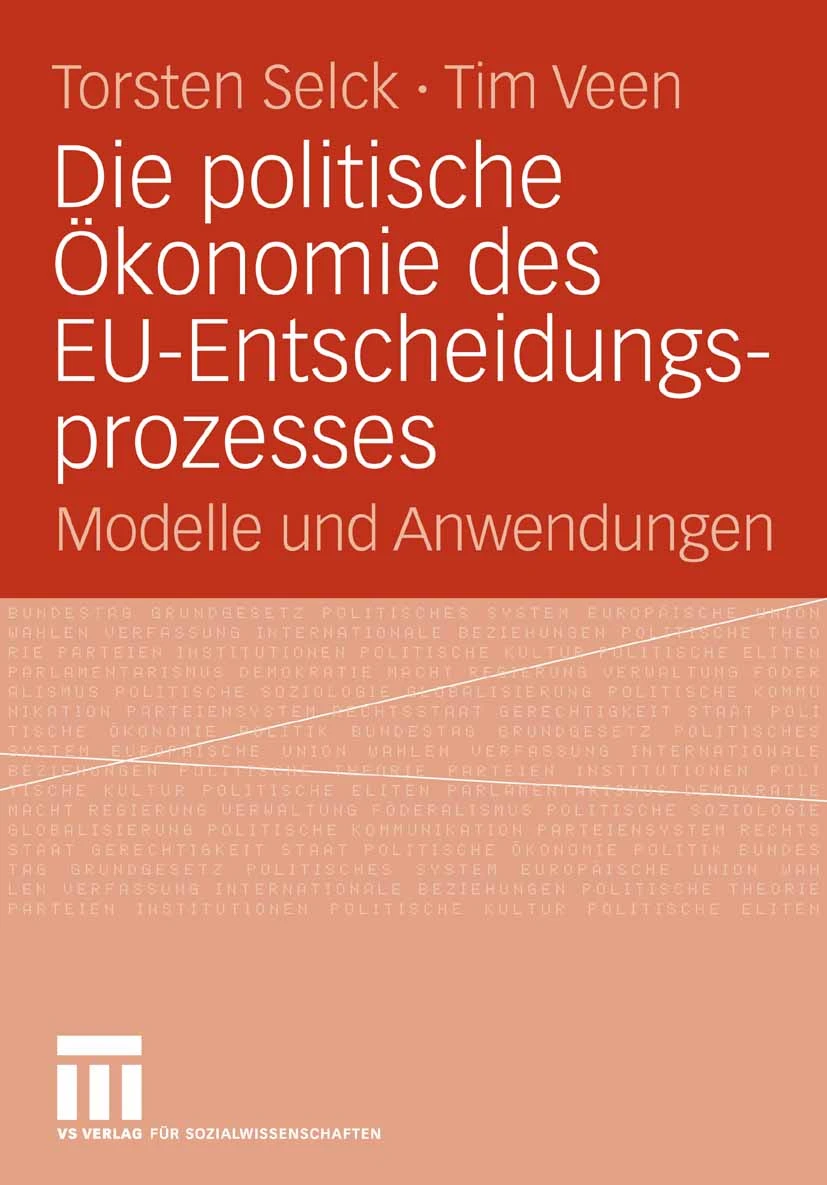 Torsten Selck · Tim Veen
Die politische
Ökonomie des
EU-Entscheidungs-
prozesses
Modelle und Anwendungen
BUNDESTAG GRUNDGESETZ POLITISCHES SYSTEM EUROPÄISCHE UNION
WAHLEN VERFASSUNG INTERNATIONALE BEZIEHUNGEN POLITISCHE THEO
RIE PARTEIEN INSTITUTIONEN POLITISCHE KULTUR POLITISCHE ELITEN
PARLAMENTARISMUS DEMOKRATIE MACHT REGIERUNG VERWALTUNG FÖDER
ALISMUS POLITISCHE SOZIOLOGIE GLOBALISIERUNG POLITISCHE KOMMU
NIKATION PARTEIENSYSTEM RECHTSSTAAT GERECHTIGKEIT STAAT POLI
TISCHE ÖKONOMIE POLITIK BUNDESTAG GRUNDGESETZ POLITISCHES
SYSTEM EUROPÄISCHE UNION WAHLEN VERFASSUNG INTERNATIONALE
BEZIEHUNGEN POLITISCHE THEORIE PARTEIEN INSTITUTIONEN POLI
TISCHE KULTUR POLITISCHE ELITEN PARLAMENTARISMUS DEMOKRATIE
MACHT REGIERUNG VERWALTUNG FÖDERALISMUS POLITISCHE SOZIOLOGIE
GLOBALISIERUNG POLITISCHE KOMMUNIKATION PARTEIENSYSTEM RECHTS
STAAT GERECHTIGKEIT STAAT POLITISCHE ÖKONOMIE POLITIK BUNDES
TAG GRUNDGESETZ POLITISCHES SYSTEM EUROPÄISCHE UNION WAH
LEN VERFASSUNG INTERNATIONALE BEZIEHUNGEN POLITISCHE THEORIE
PARTEIEN INSTITUTIONEN POLITISCHE KULTUR POLITISCHE ELITEN
VS VERLAG FÜR SOZIALWISSENSCHAFTEN